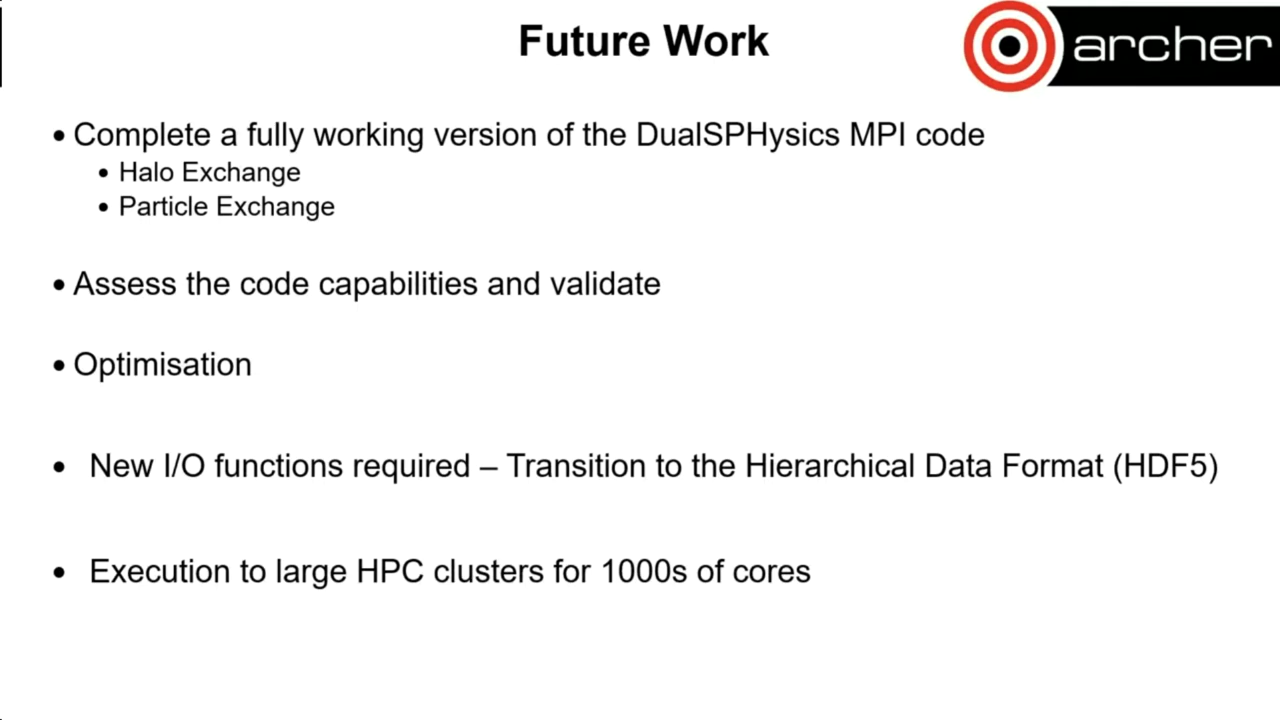 Future Work
archer
• Complete a fully working version of the DualSPHysics MPI code
• Halo Exchange
• Particle Exchange
• Assess the code capabilities and validate
• Optimisation
• New I/O functions required – Transition to the Hierarchical Data Format (HDF5)
• Execution to large HPC clusters for 1000s of cores